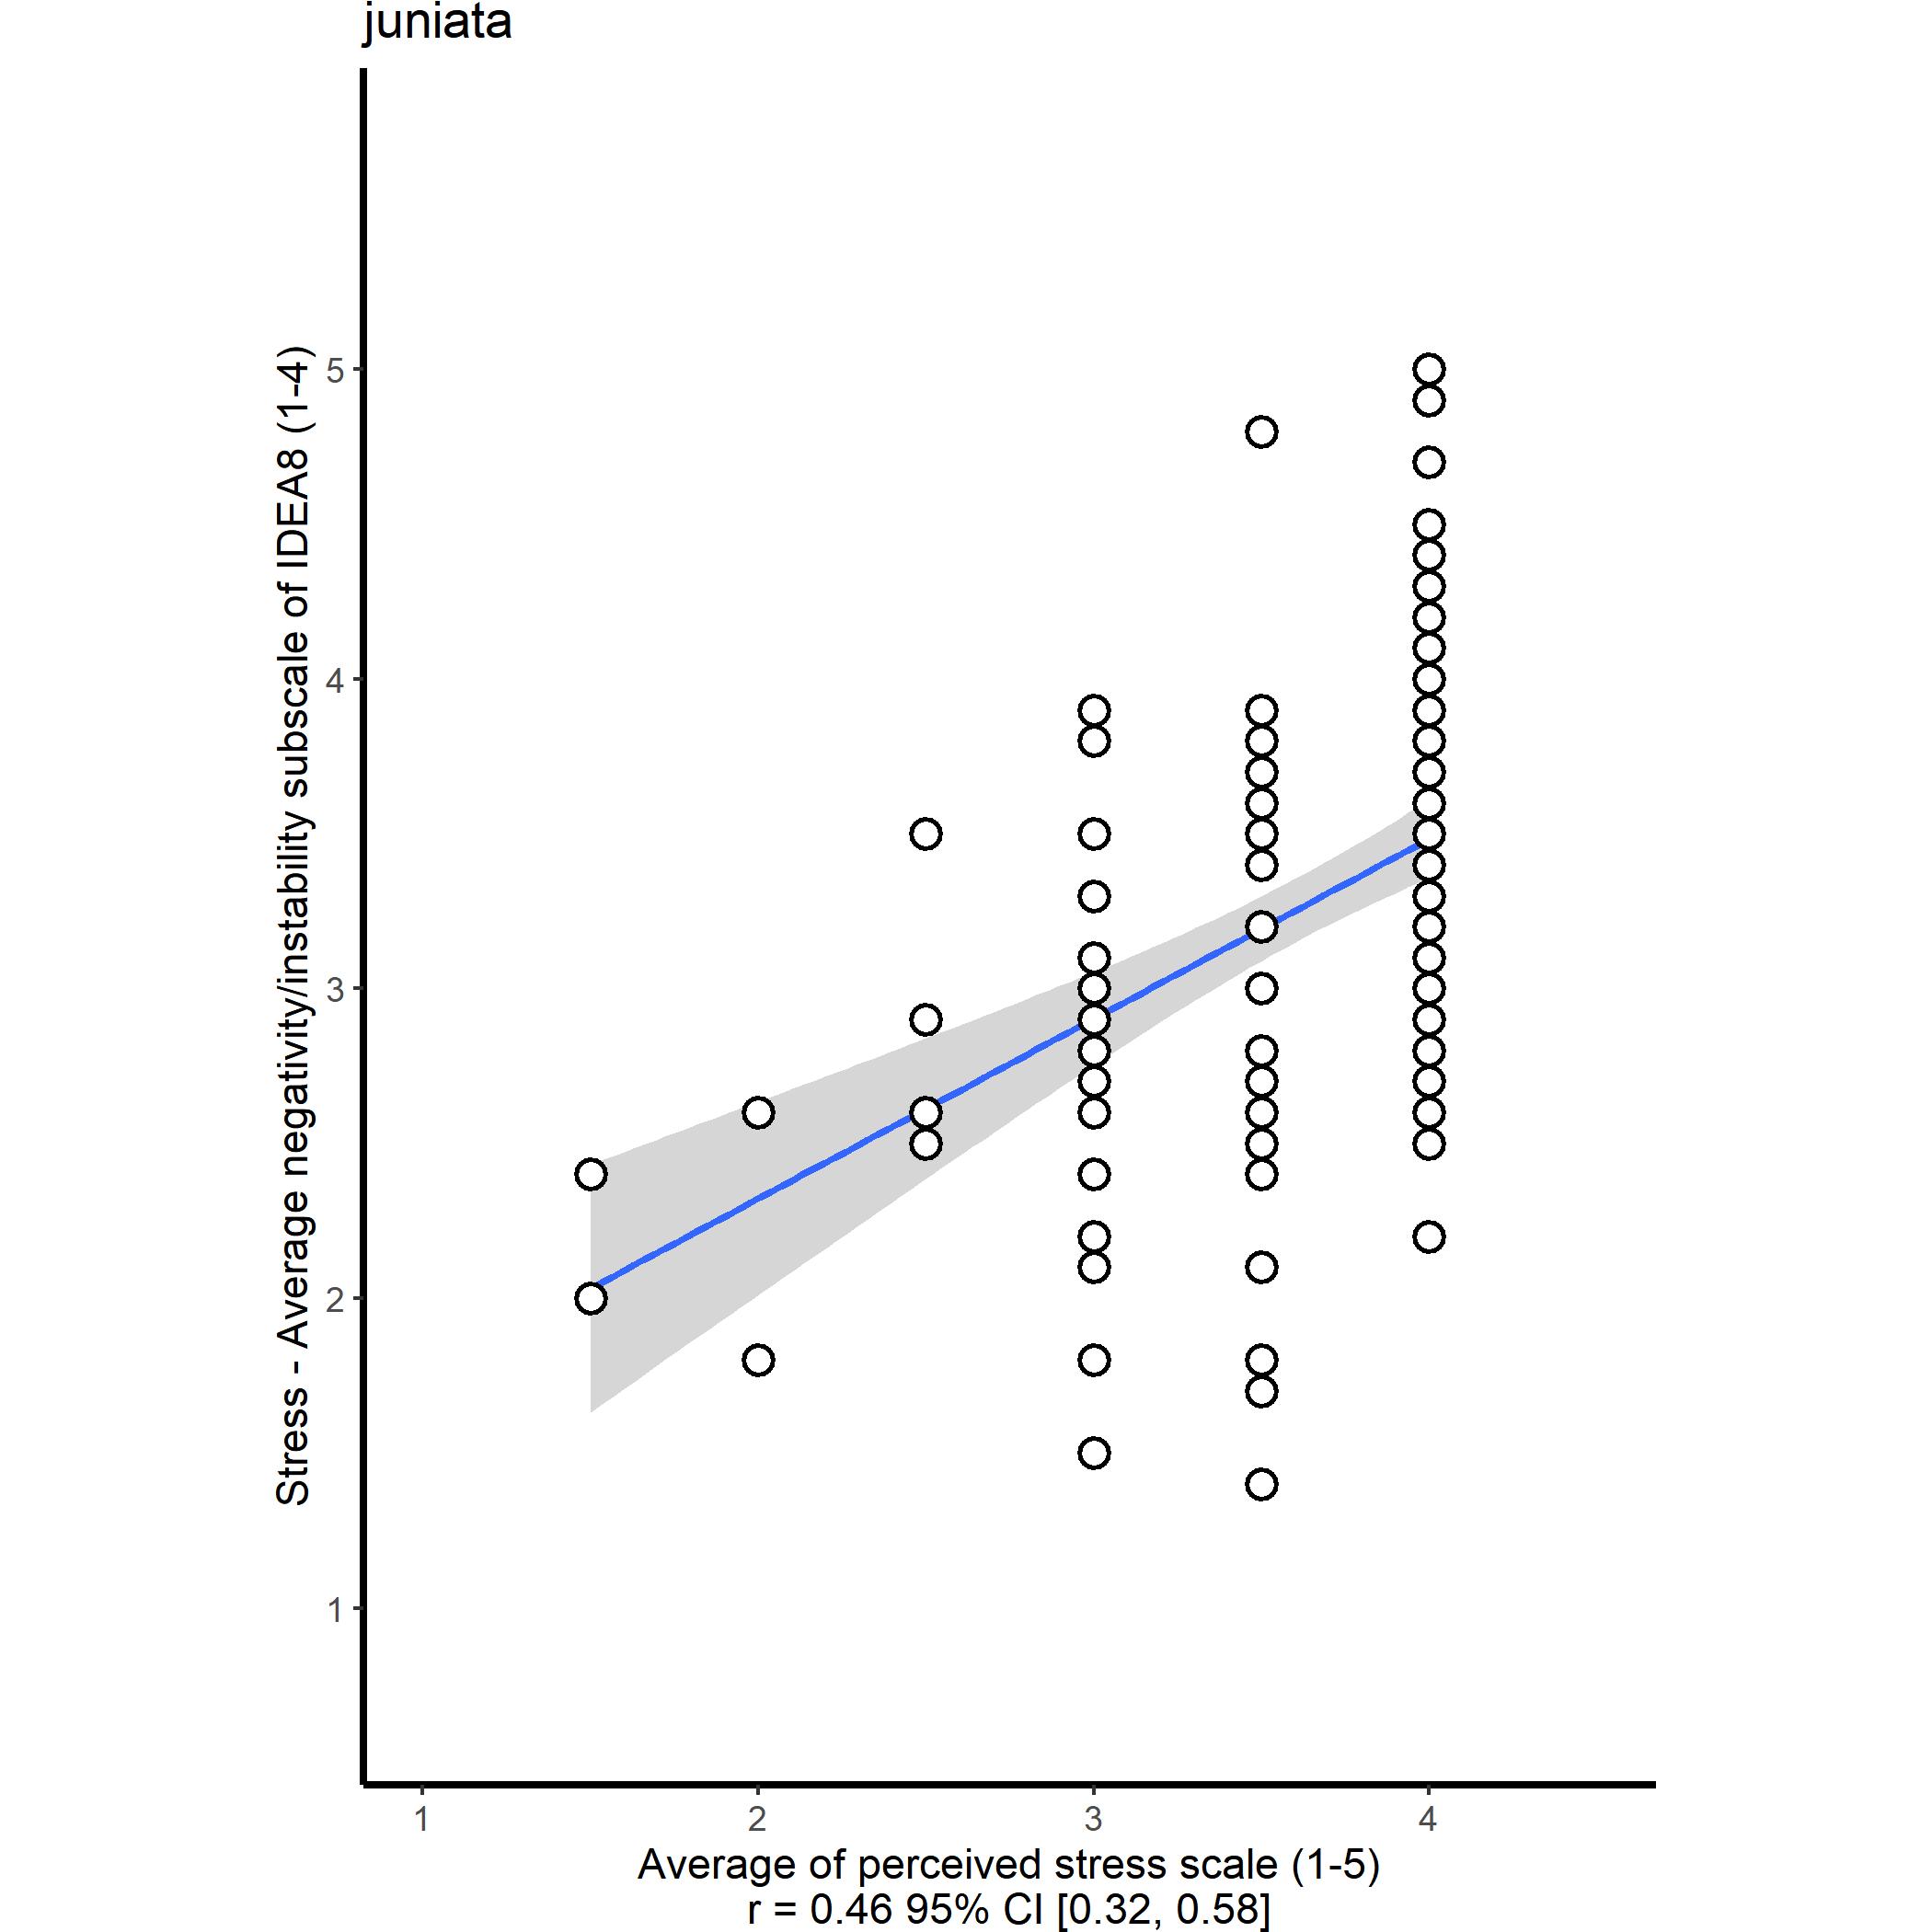 juniata
Stress - Average negativity/instability subscale of IDEA8 (1-4)
5
4
3
2
1
1 2 3 4
Average of perceived stress scale (1-5)
r = 0.46 95% CI [0.32, 0.58]